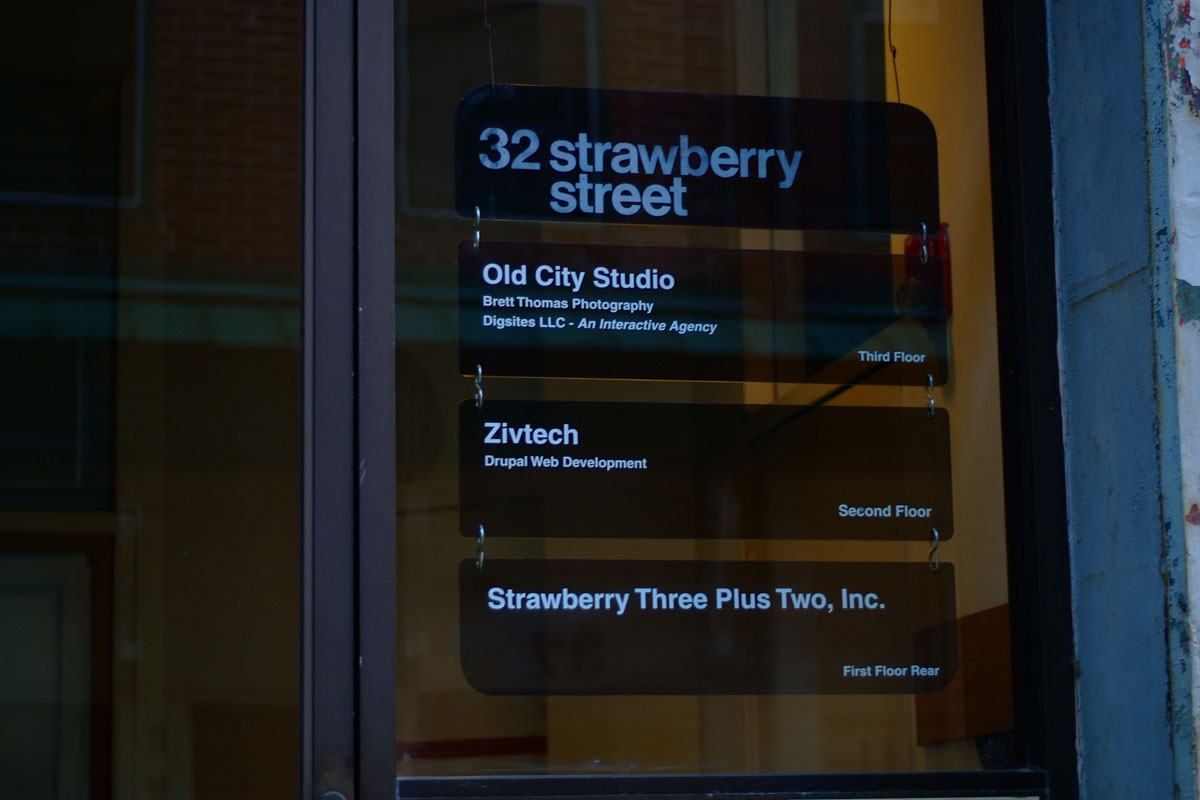 32 strawberry
street
Old City Studio
Brett Thomas Photography
Digsites LLC - An Interactive Agency
Third Floor
Zivtech
Drupal Web Development
Second Floor
Strawberry Three Plus Two, Inc.
First Floor Rear